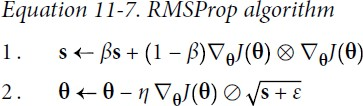 Equation 11-7. RMSProp algorithm
1. s ← βs + (1 − β)∇θJ(θ) ⊗ ∇θJ(θ)
2. θ ← θ − η ∇θJ(θ) ⊘ √s + ε